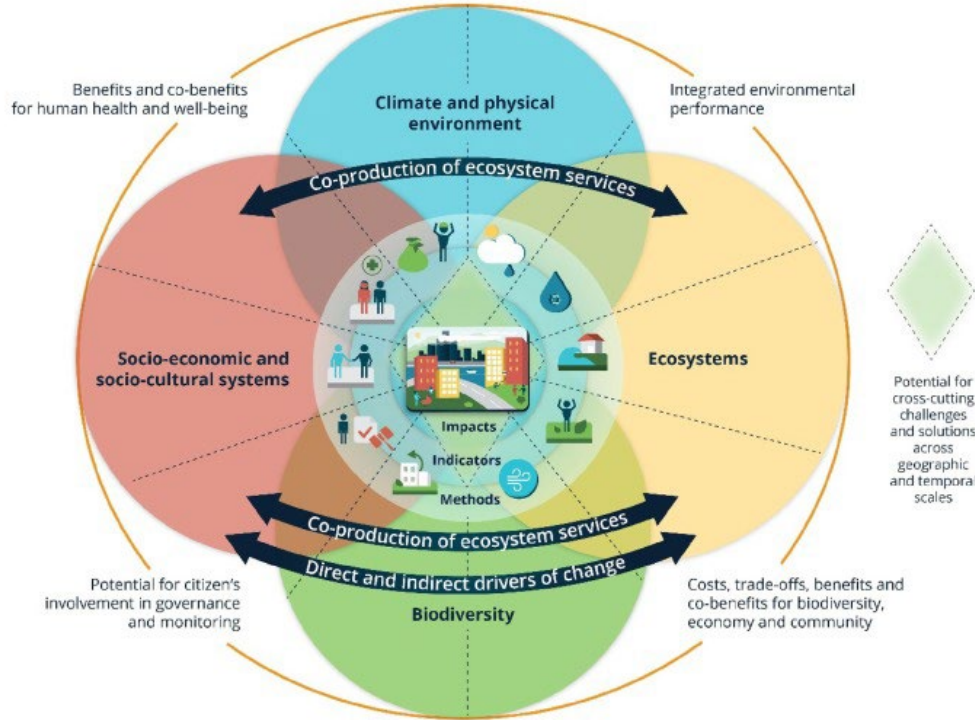 Benefits and co-benefits
for human health and well-being
Climate and physical
environment
Integrated environmental
performance
Co-production of ecosystem services
Socio-economic and
socio-cultural systems
Ecosystems
Impacts
Indicators
Methods
Potential for
cross-cutting
challenges
and solutions
across
geographic
and temporal
scales
Co-production of ecosystem services
Direct and indirect drivers of change
Biodiversity
Potential for citizen's
involvement in governance
and monitoring
Costs, trade-offs, benefits and
co-benefits for biodiversity,
economy and community